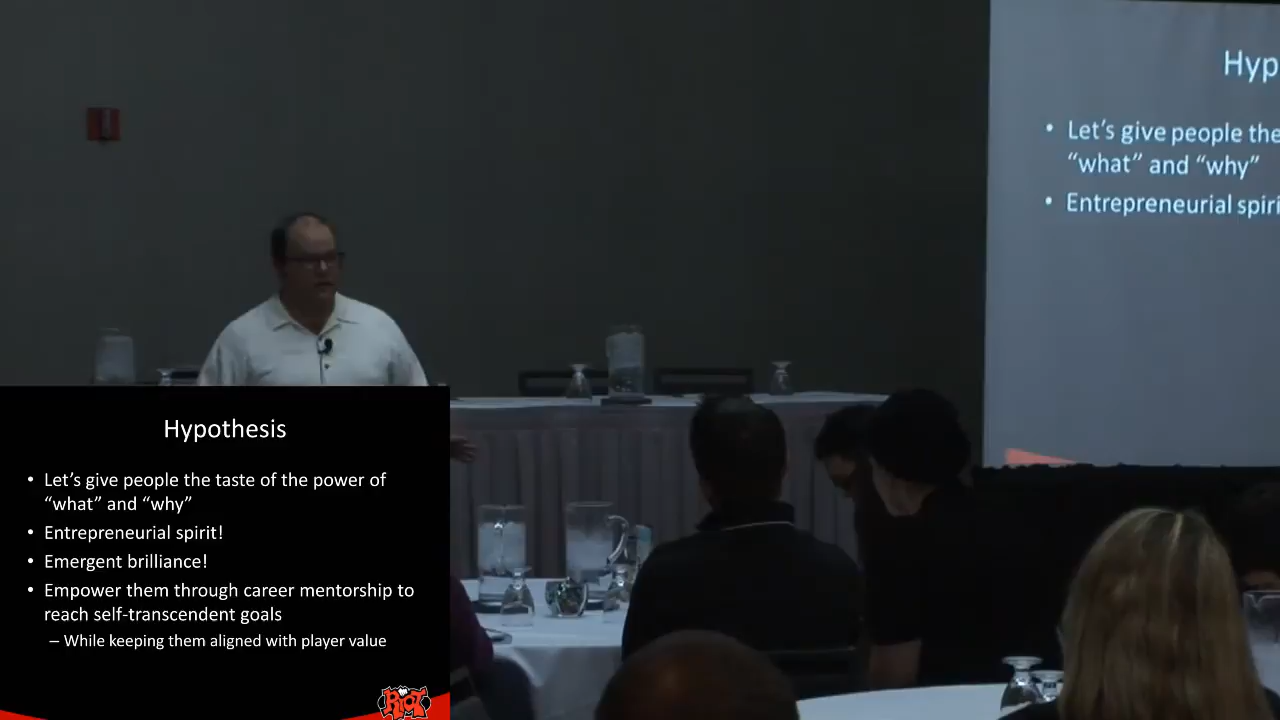 Hyp
• Let's give people the
"what" and "why"
• Entrepreneurial spiri
Hypothesis
• Let's give people the taste of the power of
"what" and "why"
• Entrepreneurial spirit!
• Emergent brilliance!
• Empower them through career mentorship to
reach self-transcendent goals
– While keeping them aligned with player value
RIOT